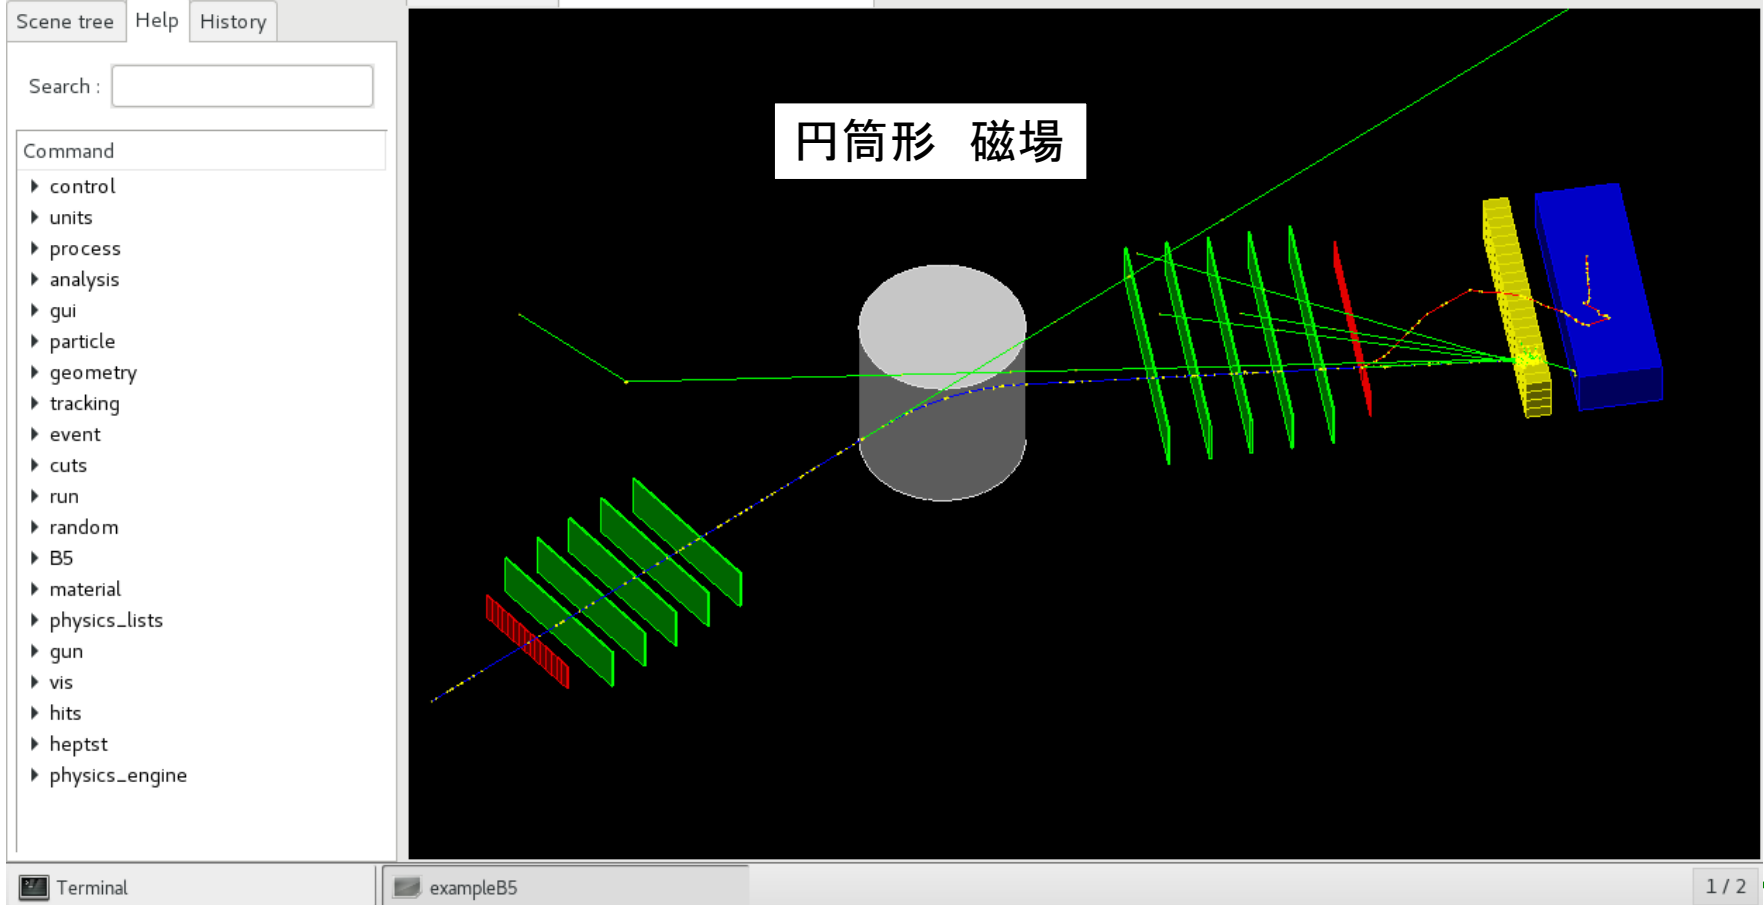 Scene tree Help History
Search :
Command
control
units
process
analysis
gui
particle
geometry
tracking
event
cuts
run
random
B5
material
physics_lists
gun
vis
hits
heptst
physics_engine
円筒形　磁場
Terminal exampleB5 1 / 2